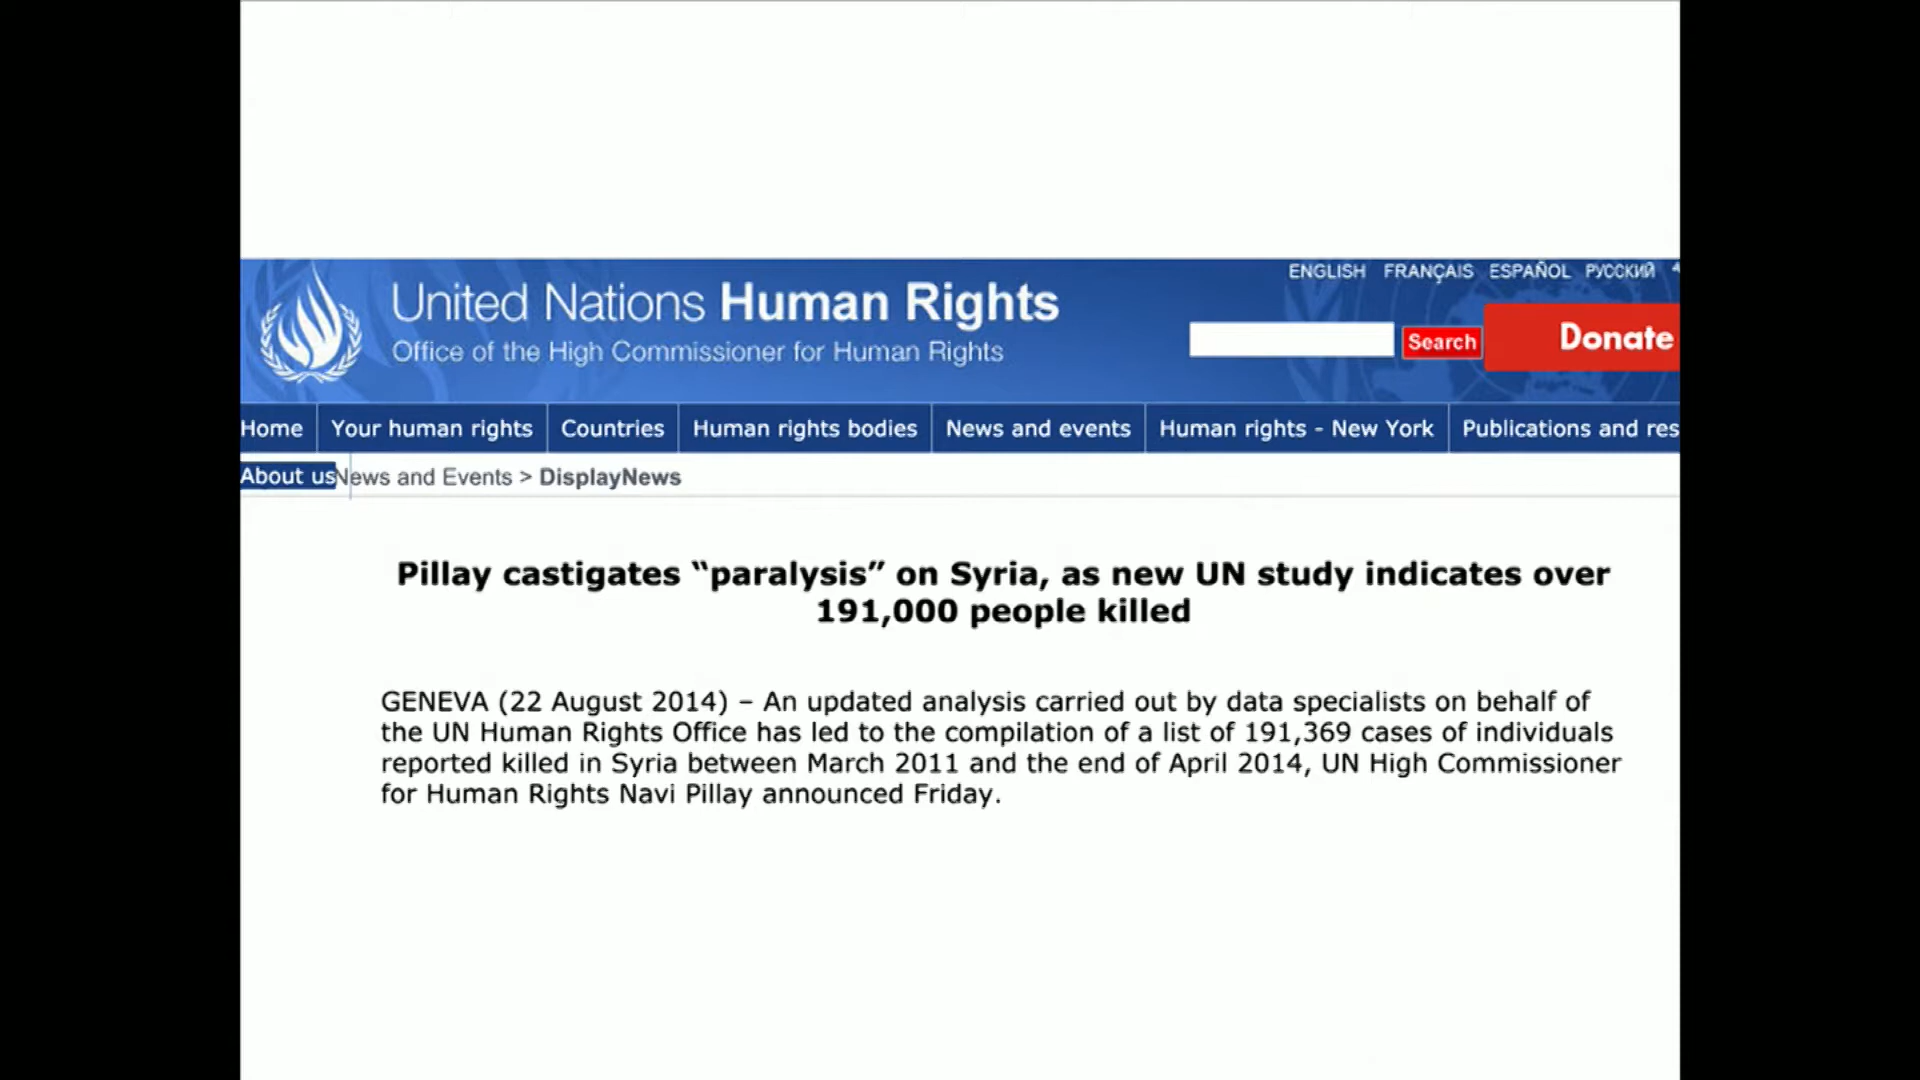 ENGLISH FRANÇAIS ESPAÑOL РУССКИЙ
United Nations Human Rights
Office of the High Commissioner for Human Rights
Search
Donate
Home Your human rights Countries Human rights bodies News and events Human rights - New York Publications and res
About us News and Events > DisplayNews
Pillay castigates “paralysis” on Syria, as new UN study indicates over
191,000 people killed
GENEVA (22 August 2014) – An updated analysis carried out by data specialists on behalf of
the UN Human Rights Office has led to the compilation of a list of 191,369 cases of individuals
reported killed in Syria between March 2011 and the end of April 2014, UN High Commissioner
for Human Rights Navi Pillay announced Friday.